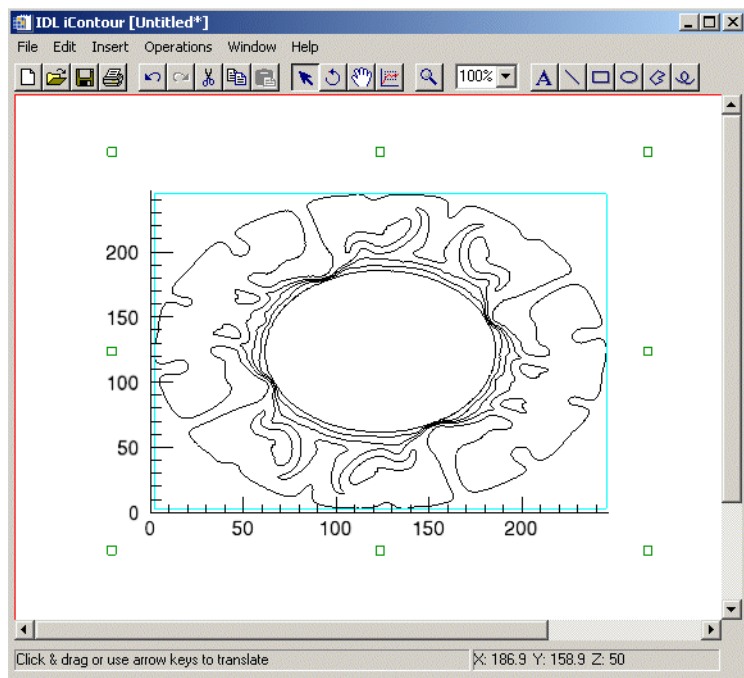 IDL iContour [Untitled*]
File Edit Insert Operations Window Help
100% A
200
150
100
50
0
0 50 100 150 200
Click & drag or use arrow keys to translate X: 186.9 Y: 158.9 Z: 50